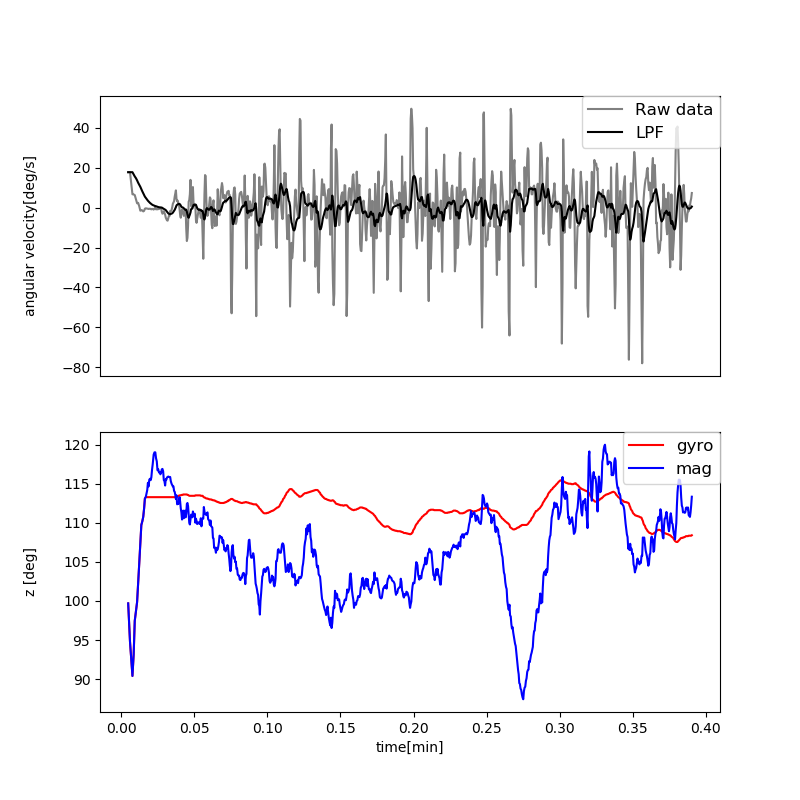 angular velocity[deg/s]
40
20
0
−20
−40
−60
−80
Raw data
LPF
z [deg]
120
115
110
105
100
95
90
gyro
mag
0.00 0.05 0.10 0.15 0.20 0.25 0.30 0.35 0.40
time[min]